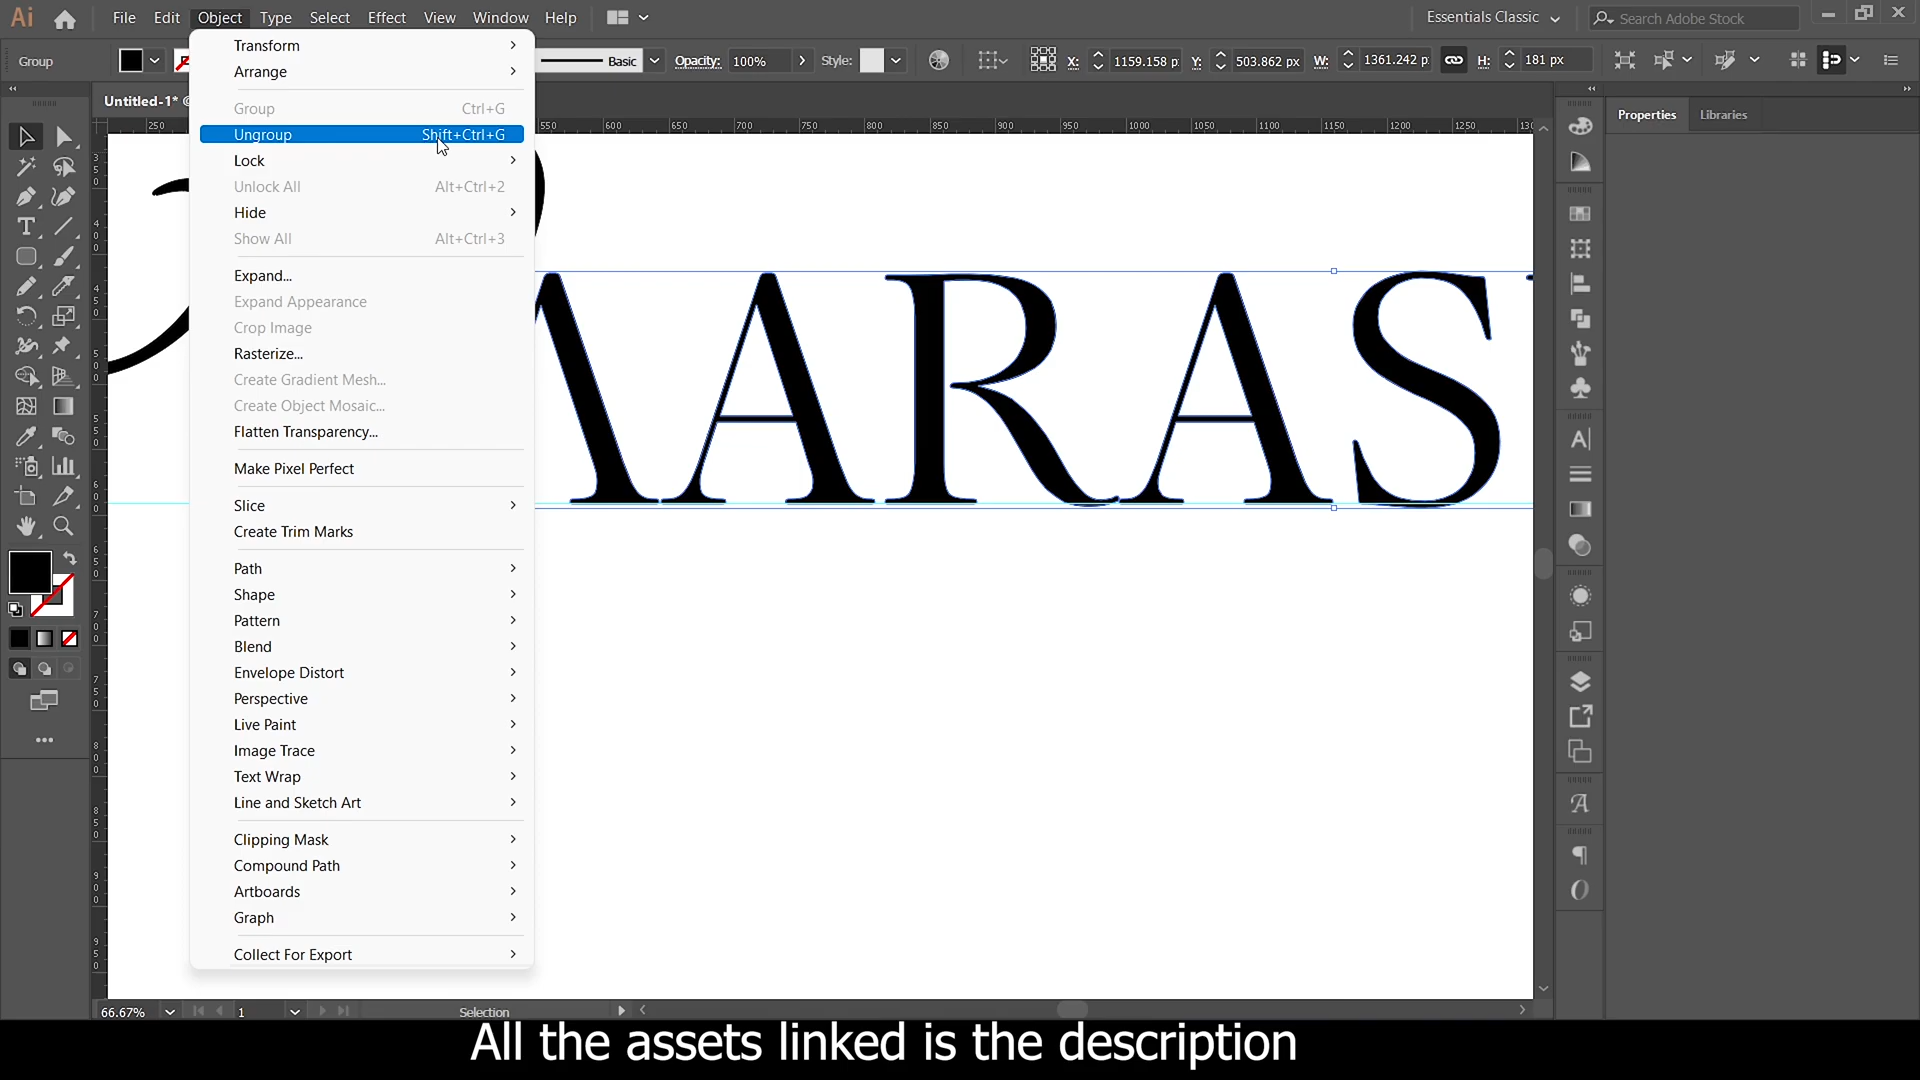 Ai File Edit Object Type Select Effect View Window Help Essentials Classic Search Adobe Stock
Group Basic Opacity: 100% Style: X: 1159.158 p Y: 503.862 px W: 1361.242 p H: 181 px
Untitled-1* Properties Libraries
Transform
Arrange
Group Ctrl+G
Ungroup Shift+Ctrl+G
Lock
Unlock All Alt+Ctrl+2
Hide
Show All Alt+Ctrl+3
Expand...
Expand Appearance
Crop Image
Rasterize...
Create Gradient Mesh...
Create Object Mosaic...
Flatten Transparency...
Make Pixel Perfect
Slice
Create Trim Marks
Path
Shape
Pattern
Blend
Envelope Distort
Perspective
Live Paint
Image Trace
Text Wrap
Line and Sketch Art
Clipping Mask
Compound Path
Artboards
Graph
Collect For Export
250 550 600 650 700 750 800 850 900 950 1000 1050 1100 1150 1200 1250
ARAS
66.67% 1 Selection
All the assets linked is the description